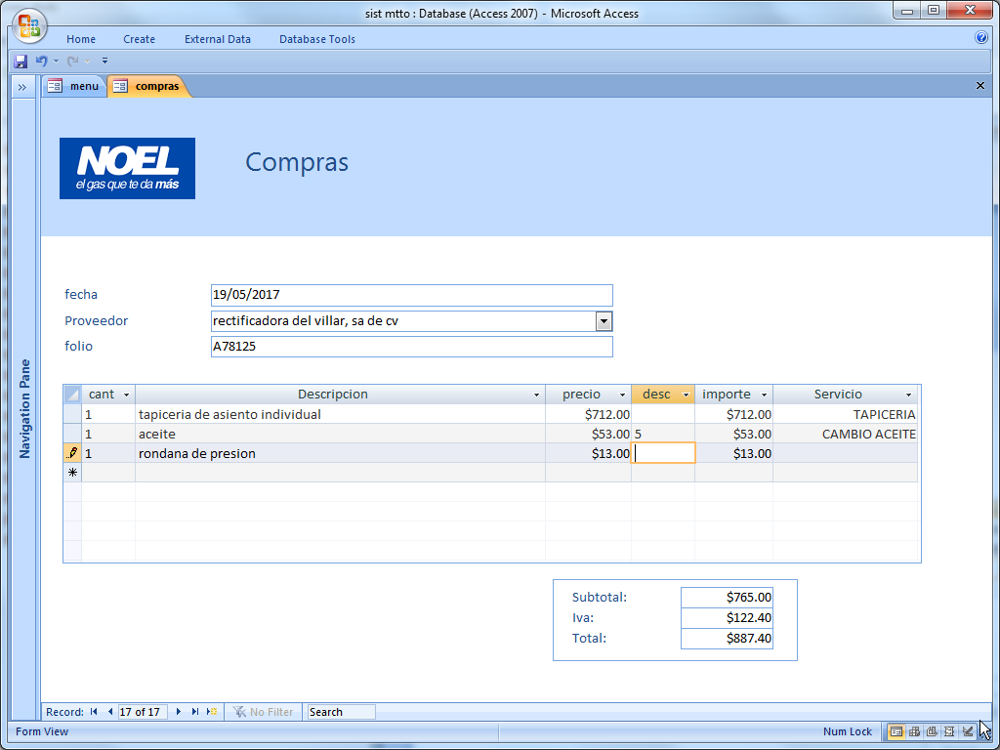 sist mtto : Database (Access 2007) - Microsoft Access
Home Create External Data Database Tools
menu compras
NOEL
el gas que te da más
Compras
Navigation Pane
fecha 19/05/2017
Proveedor rectificadora del villar, sa de cv
folio A78125
cant Descripcion precio desc importe Servicio
1 tapiceria de asiento individual $712.00 $712.00 TAPICERIA
1 aceite $53.00 5 $53.00 CAMBIO ACEITE
1 rondana de presion $13.00 $13.00
Subtotal: $765.00
Iva: $122.40
Total: $887.40
Record: 17 of 17 No Filter Search
Form View Num Lock